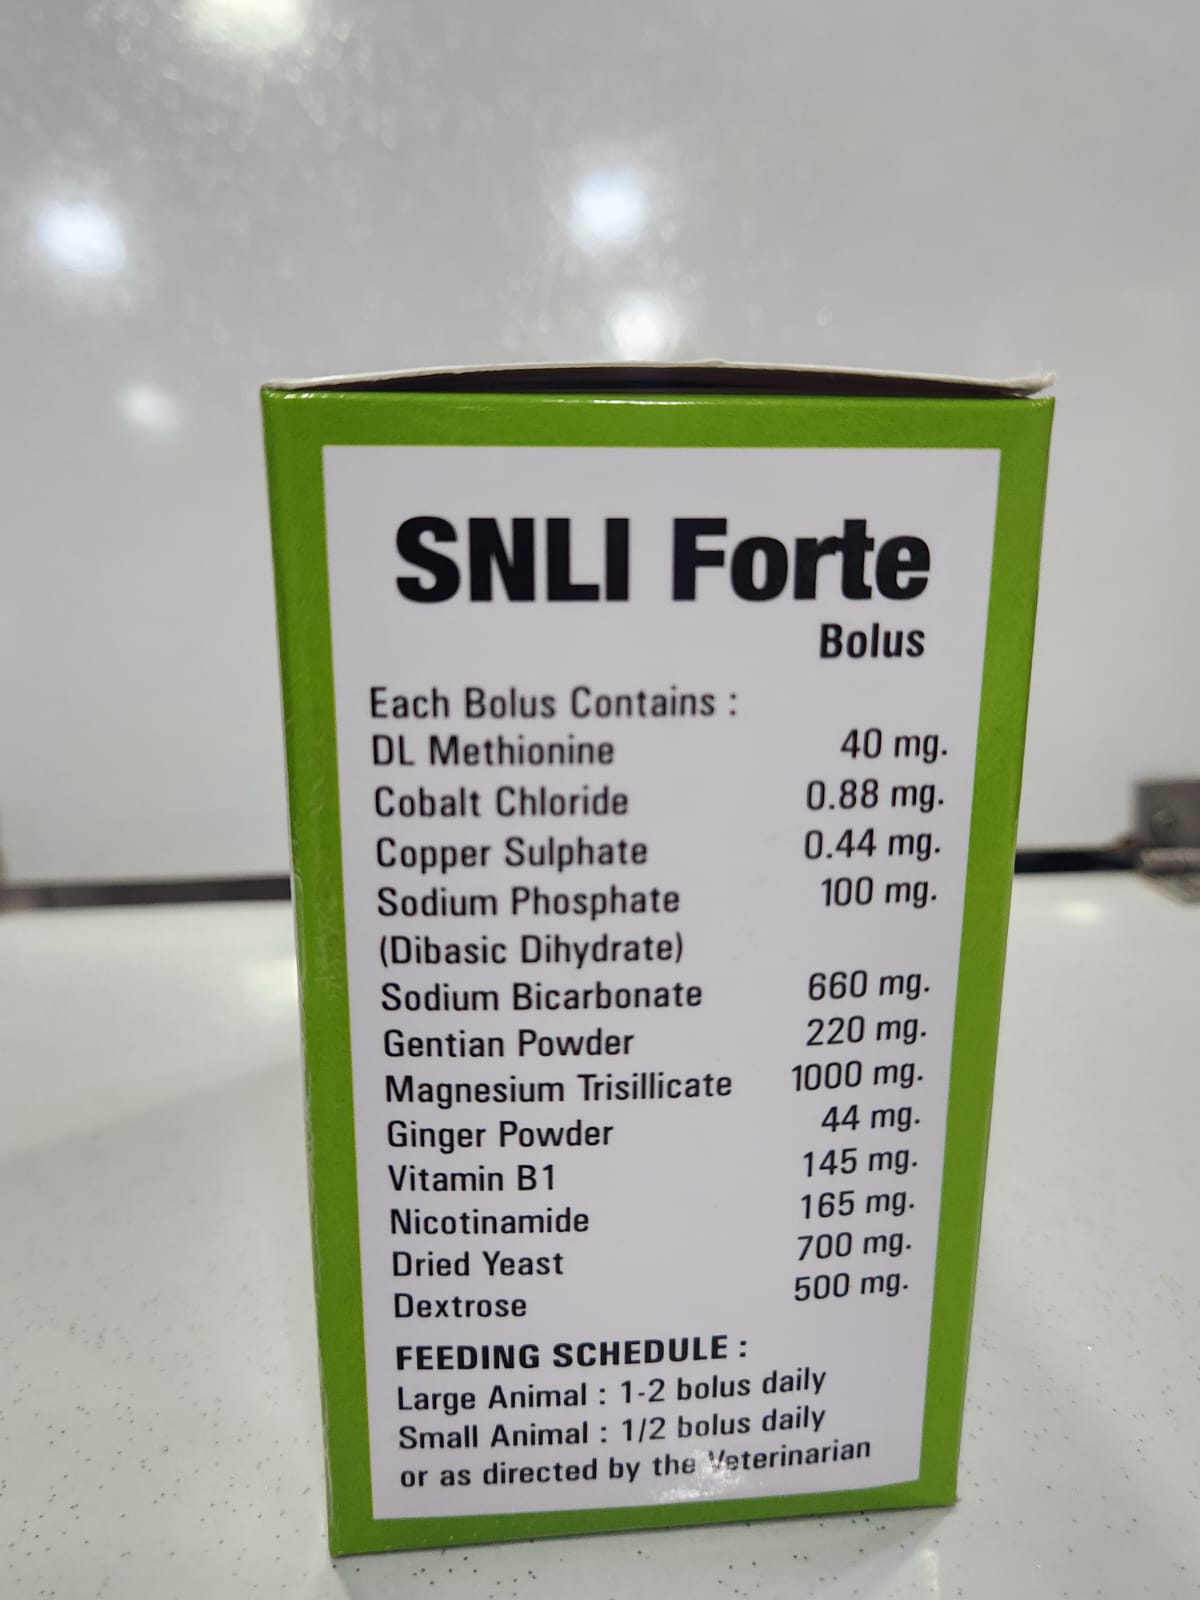 SNLI Forte
Bolus
Each Bolus Contains :
DL Methionine 40 mg.
Cobalt Chloride 0.88 mg.
Copper Sulphate 0.44 mg.
Sodium Phosphate 100 mg.
(Dibasic Dihydrate)
Sodium Bicarbonate 660 mg.
Gentian Powder 220 mg.
Magnesium Trisillicate 1000 mg.
Ginger Powder 44 mg.
Vitamin B1 145 mg.
Nicotinamide 165 mg.
Dried Yeast 700 mg.
Dextrose 500 mg.
FEEDING SCHEDULE :
Large Animal : 1-2 bolus daily
Small Animal : 1/2 bolus daily
or as directed by the Veterinarian